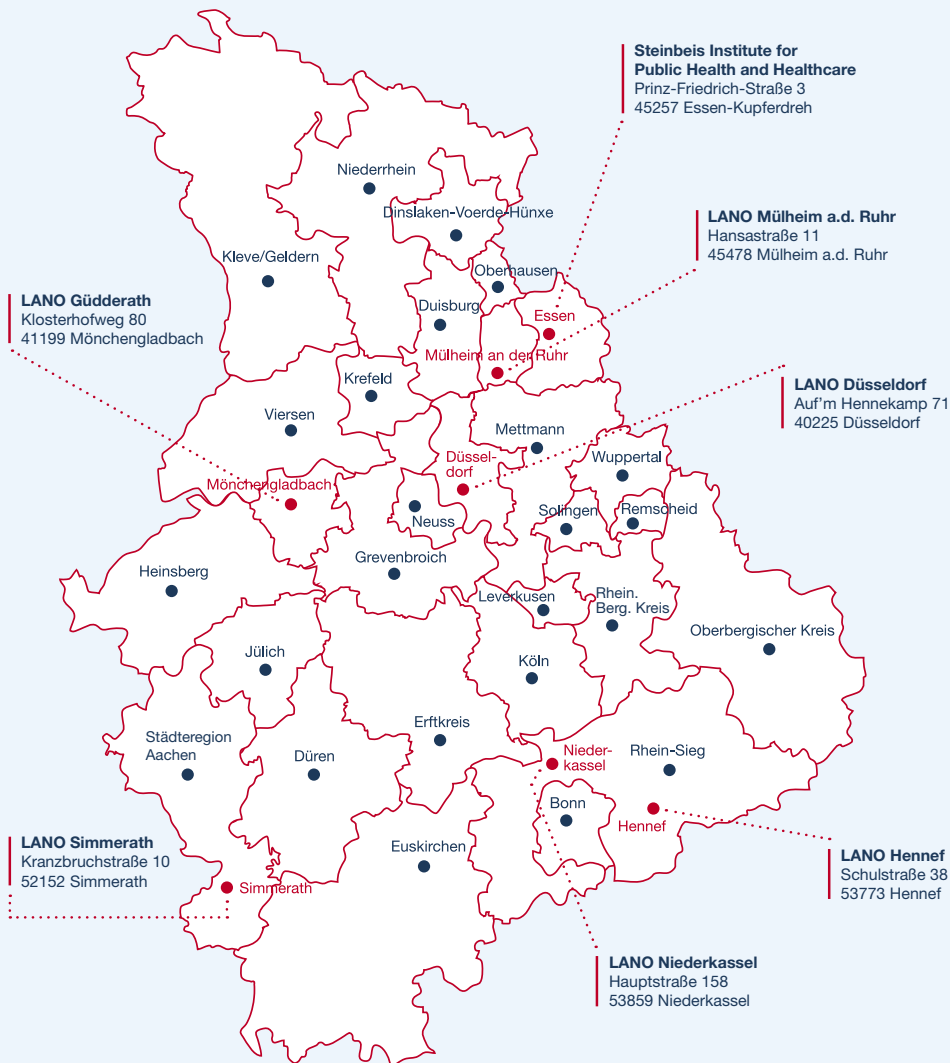 Steinbeis Institute for
Public Health and Healthcare
Prinz-Friedrich-Straße 3
45257 Essen-Kupferdreh
Niederrhein
Dinslaken-Voerde-Hünxe
LANO Mülheim a.d. Ruhr
Hansastraße 11
45478 Mülheim a.d. Ruhr
Kleve/Geldern
Oberhausen
LANO Güdderath
Klosterhofweg 80
41199 Mönchengladbach
Duisburg
Essen
Mülheim an der Ruhr
Krefeld
LANO Düsseldorf
Auf'm Hennekamp 71
40225 Düsseldorf
Viersen
Mettmann
Düssel-
dorf
Wuppertal
Mönchengladbach
Neuss
Solingen
Remscheid
Grevenbroich
Heinsberg
Leverkusen
Rhein.
Berg. Kreis
Oberbergischer Kreis
Jülich
Köln
Städteregion
Aachen
Düren
Erftkreis
Nieder-
kassel
Rhein-Sieg
Bonn
Hennef
LANO Simmerath
Kranzbruchstraße 10
52152 Simmerath
Euskirchen
LANO Hennef
Schulstraße 38
53773 Hennef
Simmerath
LANO Niederkassel
Hauptstraße 158
53859 Niederkassel